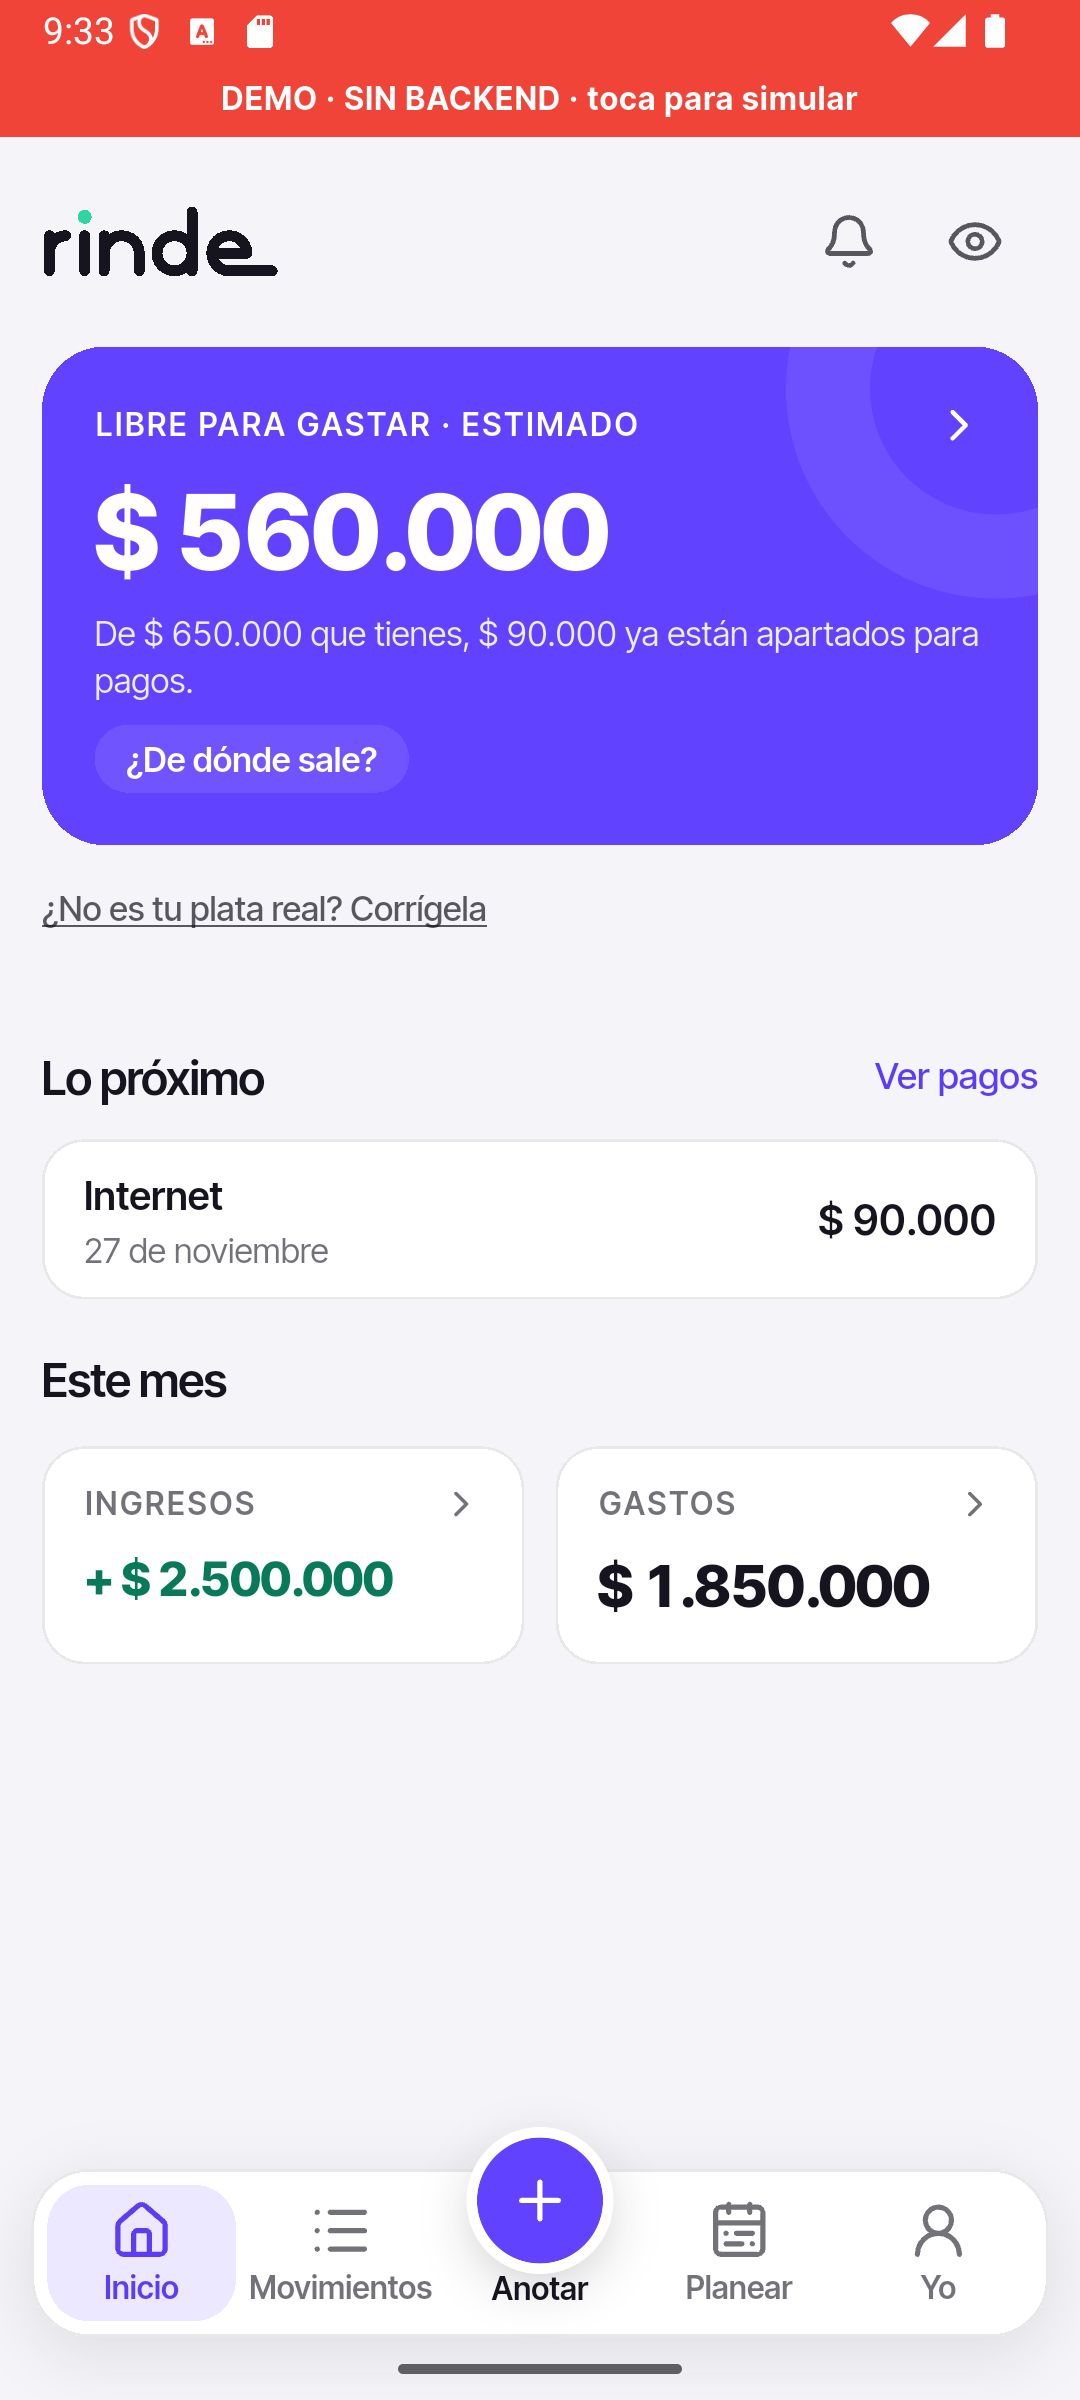 9:33
DEMO · SIN BACKEND · toca para simular
rinde
LIBRE PARA GASTAR · ESTIMADO
$ 560.000
De $ 650.000 que tienes, $ 90.000 ya están apartados para
pagos.
¿De dónde sale?
¿No es tu plata real? Corrígela
Lo próximo
Ver pagos
Internet
$ 90.000
27 de noviembre
Este mes
INGRESOS
GASTOS
+ $ 2.500.000
$ 1.850.000
Inicio
Movimientos
Anotar
Planear
Yo